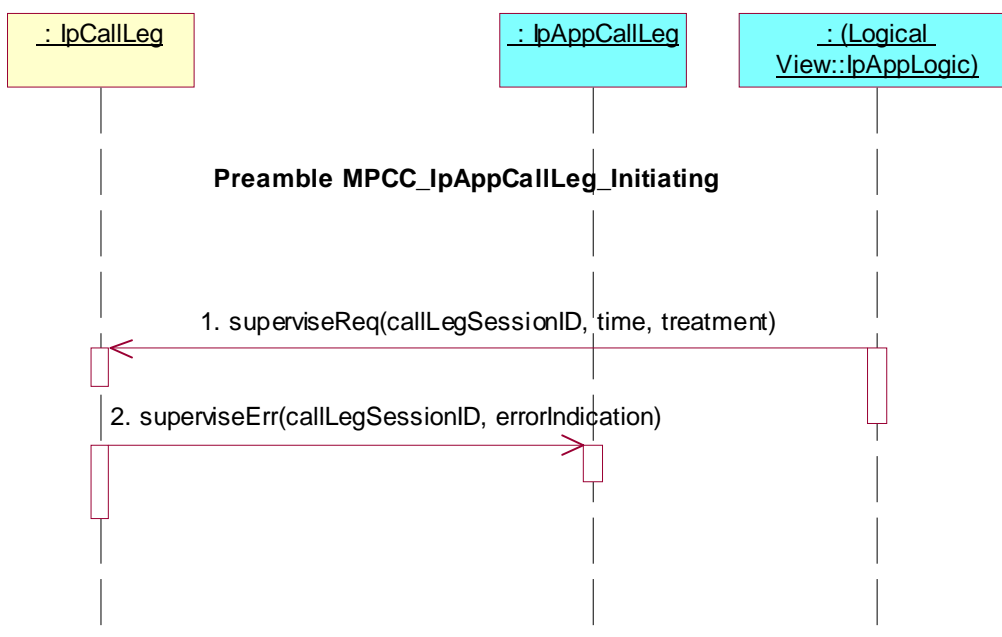 : IpCallLeg
: IpAppCallLeg
: (Logical
View::IpAppLogic)
Preamble MPCC_IpAppCallLeg_Initiating
1. superviseReq(callLegSessionID, time, treatment)
2. superviseErr(callLegSessionID, errorIndication)